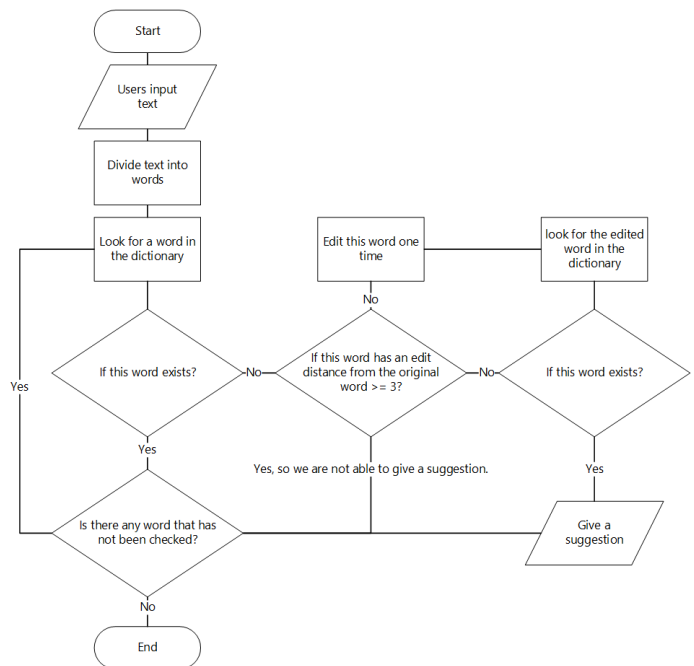 Start
Users input
text
Divide text into
words
Look for a word in
the dictionary
Edit this word one
time
look for the edited
word in the
dictionary
No
If this word exists?
No
If this word has an edit
distance from the original
word >= 3?
No
If this word exists?
Yes
Yes
Yes, so we are not able to give a suggestion.
Yes
Is there any word that has
not been checked?
Give a
suggestion
No
End